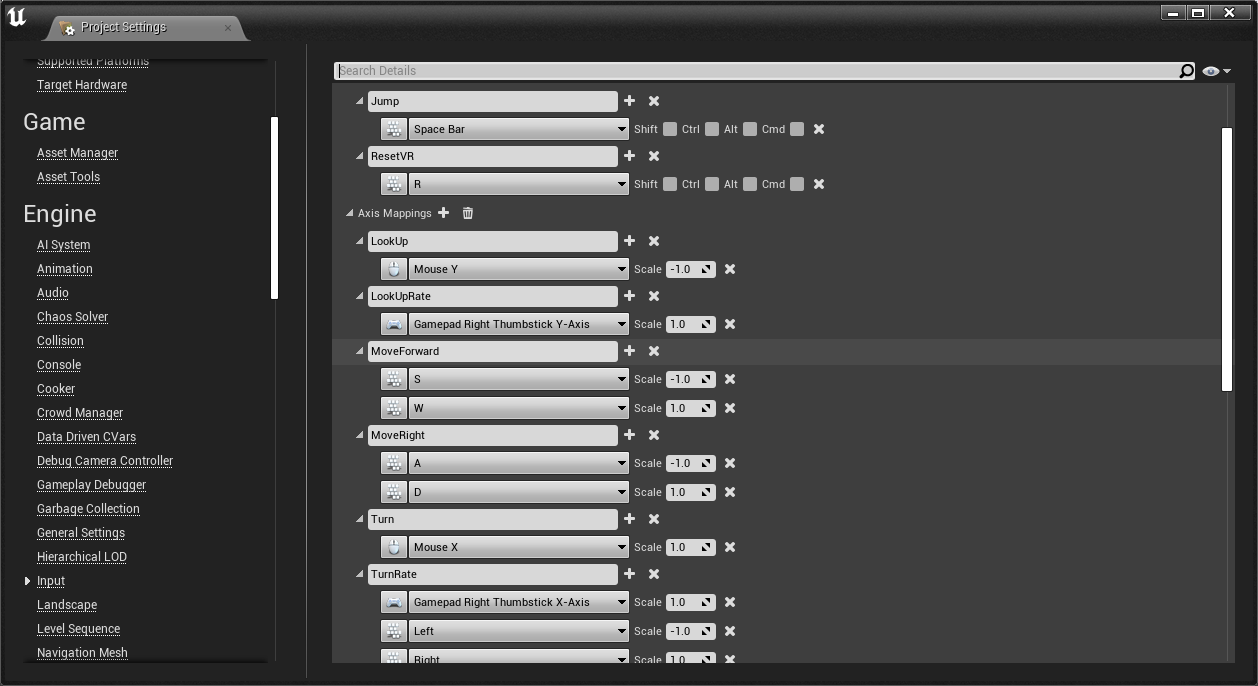 Project Settings
Supported Platforms
Target Hardware
Game
Asset Manager
Asset Tools
Engine
AI System
Animation
Audio
Chaos Solver
Collision
Console
Cooker
Crowd Manager
Data Driven CVars
Debug Camera Controller
Gameplay Debugger
Garbage Collection
General Settings
Hierarchical LOD
Input
Landscape
Level Sequence
Navigation Mesh
Search Details
Jump
Space Bar Shift Ctrl Alt Cmd
ResetVR
R Shift Ctrl Alt Cmd
Axis Mappings
LookUp
Mouse Y Scale -1.0
LookUpRate
Gamepad Right Thumbstick Y-Axis Scale 1.0
MoveForward
S Scale -1.0
W Scale 1.0
MoveRight
A Scale -1.0
D Scale 1.0
Turn
Mouse X Scale 1.0
TurnRate
Gamepad Right Thumbstick X-Axis Scale 1.0
Left Scale -1.0
Right Scale 1.0